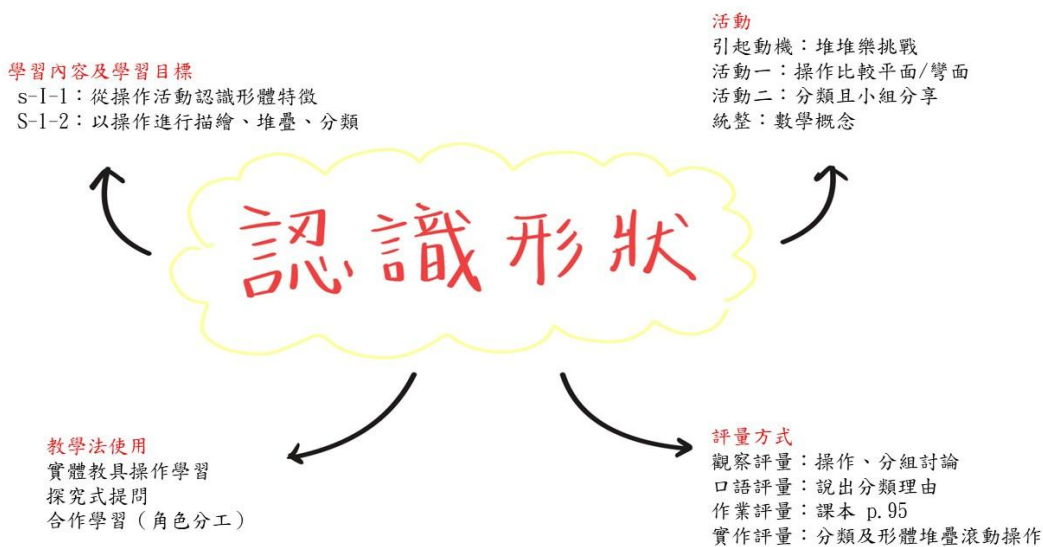 學習內容及學習目標
s-I-1：從操作活動認識形體特徵
S-1-2：以操作進行描繪、堆疊、分類
活動
引起動機：堆堆樂挑戰
活動一：操作比較平面/彎面
活動二：分類且小組分享
統整：數學概念
認識形狀
教學法使用
實體教具操作學習
探究式提問
合作學習（角色分工）
評量方式
觀察評量：操作、分組討論
口語評量：說出分類理由
作業評量：課本 p.95
實作評量：分類及形體堆疊滾動操作